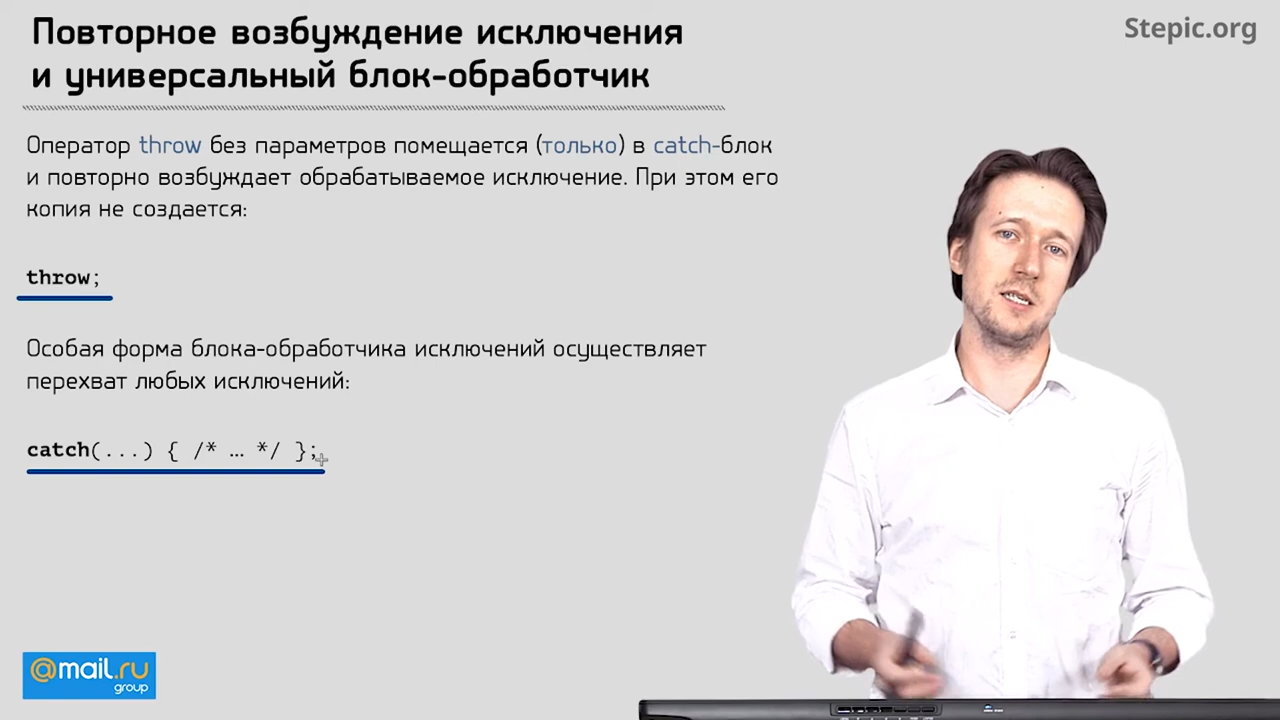 Повторное возбуждение исключения
и универсальный блок-обработчик
Stepic.org
Оператор throw без параметров помещается (только) в catch-блок
и повторно возбуждает обрабатываемое исключение. При этом его
копия не создается:
throw;
Особая форма блока-обработчика исключений осуществляет
перехват любых исключений:
catch(...) { /* … */ };
@mail.ru
group